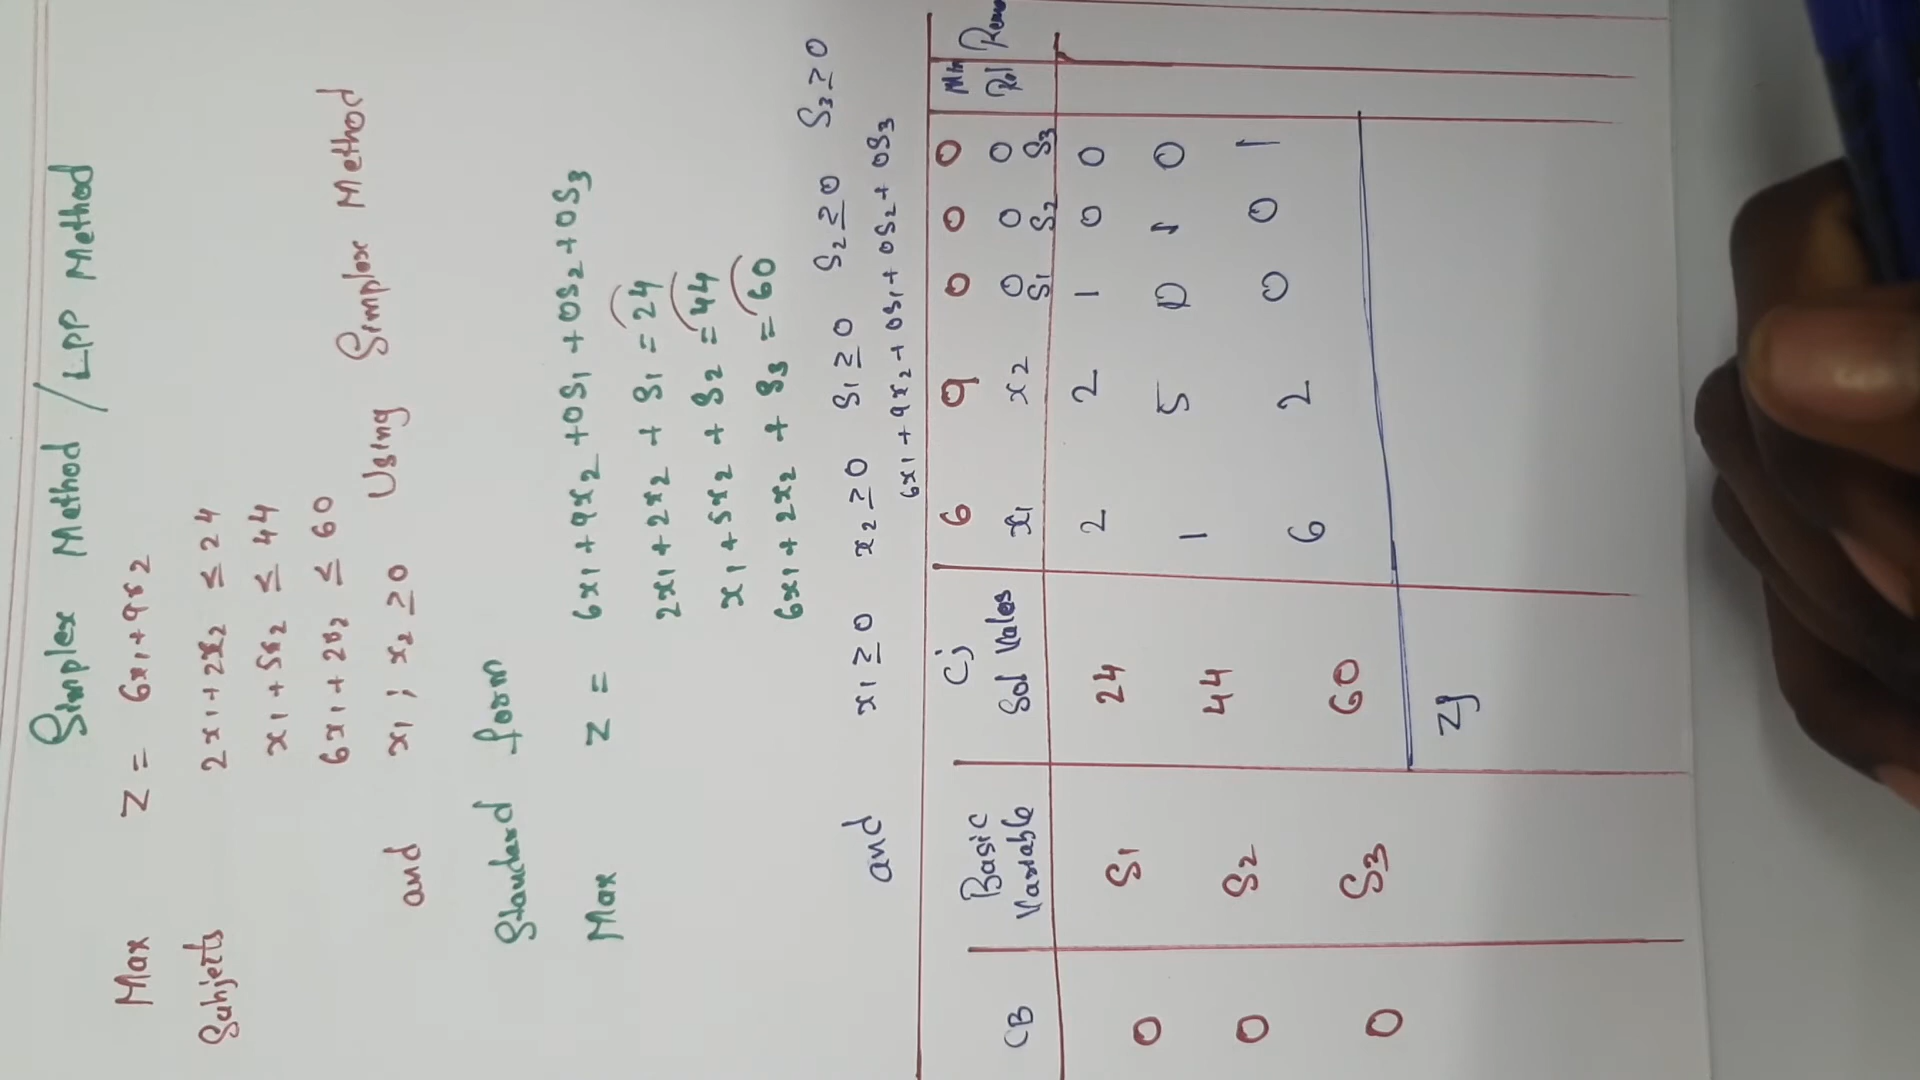 Simplex Method / LPP Method
Max Z = 6x1 + 9x2
Subjects 2x1 + 2x2 ≤ 24
x1 + 5x2 ≤ 44
6x1 + 2x2 ≤ 60
and x1 ; x2 ≥ 0 Using Simplex Method
Standard form
Max Z = 6x1 + 9x2 + 0S1 + 0S2 + 0S3
2x1 + 2x2 + S1 = 24
x1 + 5x2 + S2 = 44
6x1 + 2x2 + S3 = 60
and x1 ≥ 0 x2 ≥ 0 S1 ≥ 0 S2 ≥ 0 S3 ≥ 0
6x1 + 9x2 + 0S1 + 0S2 + 0S3
Cj 6 9 0 0 0 Min
CB Basic Variable Sol Vales x1 x2 0 S1 0 S2 0 S3
0 S1 24 2 2 1 0 0
0 S2 44 1 5 0 1 0
0 S3 60 6 2 0 0 1
Zj